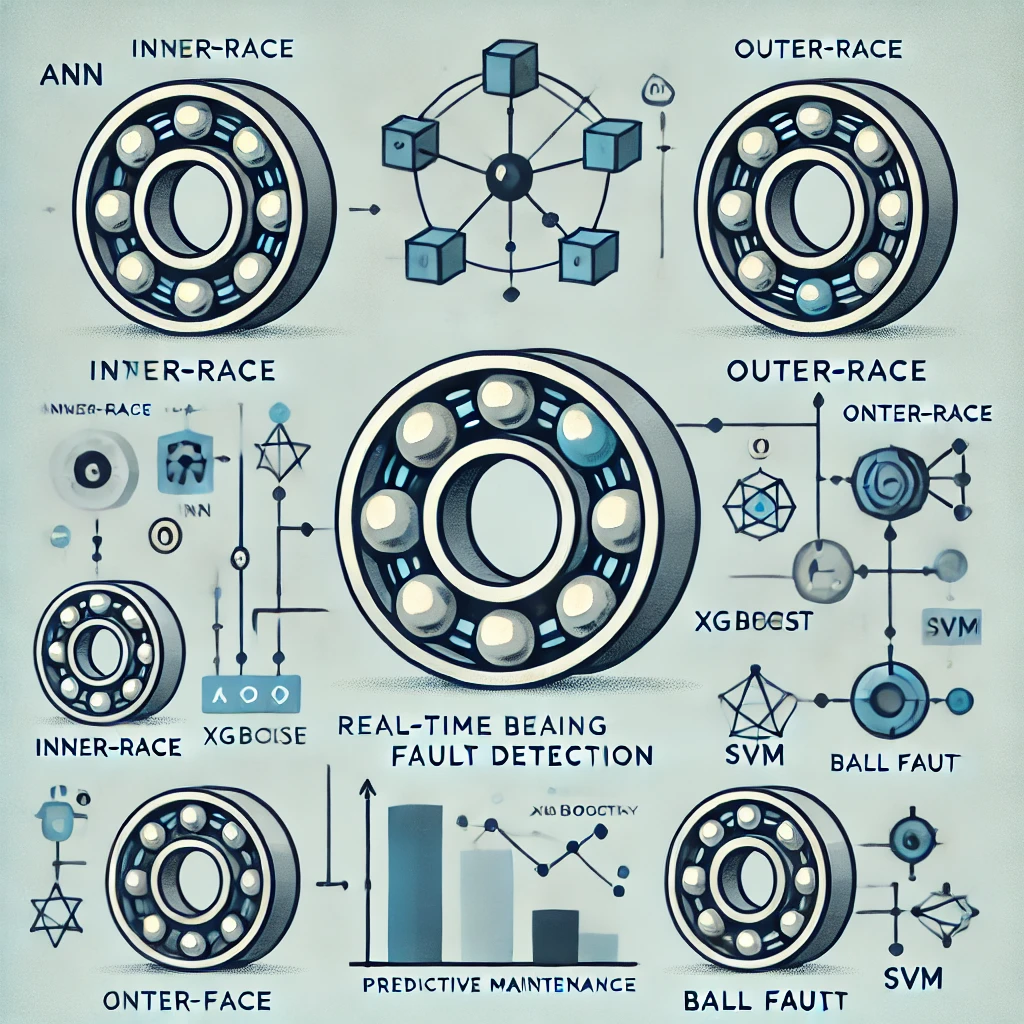 INNER-RACE
OUTER-RACE
ANN
INNER-RACE
OUTER-RACE
ONTER-RACE
XGBOEST
SVM
REAL-TIME BEAING
FAULT DETECTION
XGBOISE
INNER-RACE
SVM
BALL FAUT
PREDICTIVE MAINTENANCE
SVM
ONTER-FACE
BALL FAUTT